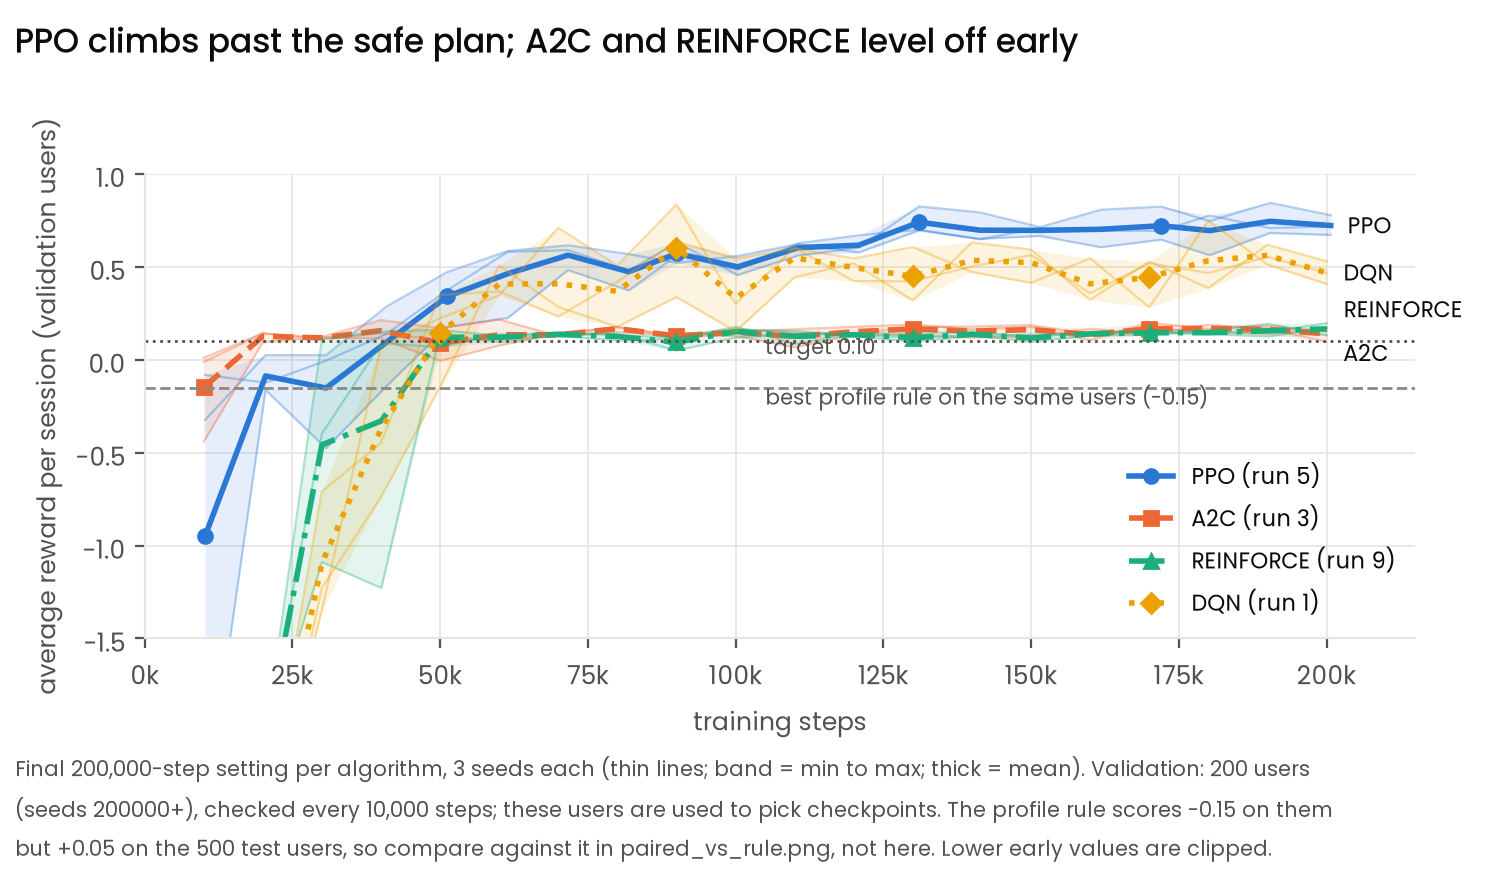 PPO climbs past the safe plan; A2C and REINFORCE level off early
average reward per session (validation users)
1.0
0.5
0.0
−0.5
−1.0
−1.5
PPO
DQN
REINFORCE
A2C
target 0.10
best profile rule on the same users (−0.15)
PPO (run 5)
A2C (run 3)
REINFORCE (run 9)
DQN (run 1)
0k 25k 50k 75k 100k 125k 150k 175k 200k
training steps
Final 200,000-step setting per algorithm, 3 seeds each (thin lines; band = min to max; thick = mean). Validation: 200 users
(seeds 200000+), checked every 10,000 steps; these users are used to pick checkpoints. The profile rule scores −0.15 on them
but +0.05 on the 500 test users, so compare against it in paired_vs_rule.png, not here. Lower early values are clipped.